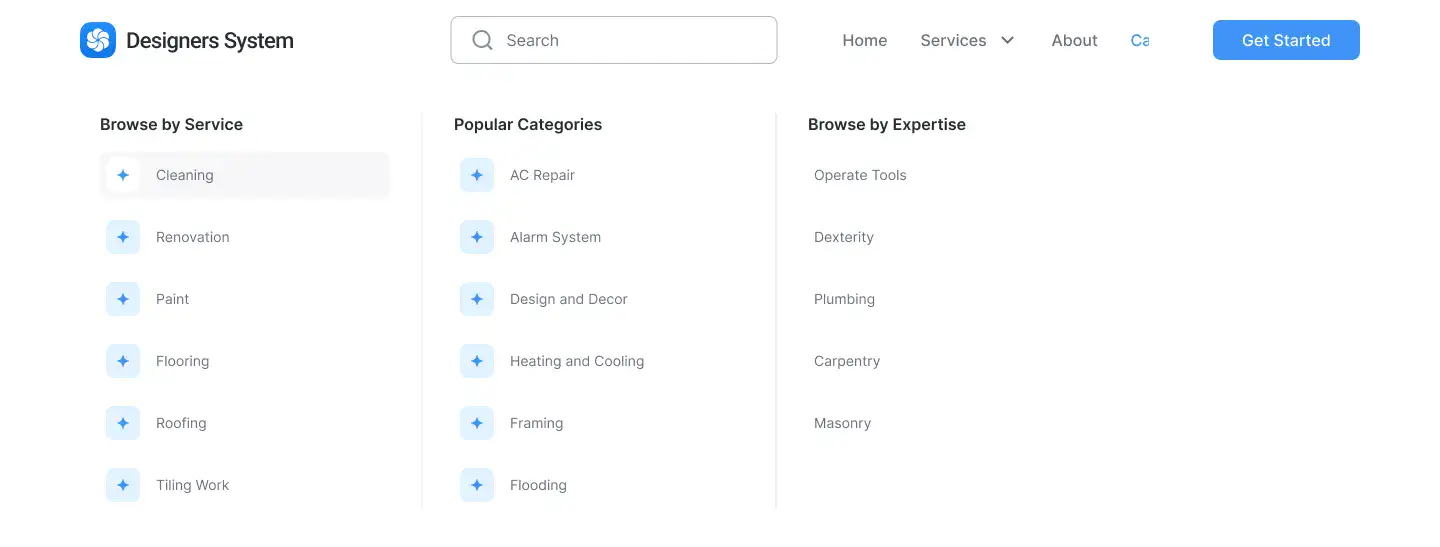 Designers System
Search
Home
Services
About
Get Started
Browse by Service
Cleaning
Renovation
Paint
Flooring
Roofing
Tiling Work
Popular Categories
AC Repair
Alarm System
Design and Decor
Heating and Cooling
Framing
Flooding
Browse by Expertise
Operate Tools
Dexterity
Plumbing
Carpentry
Masonry